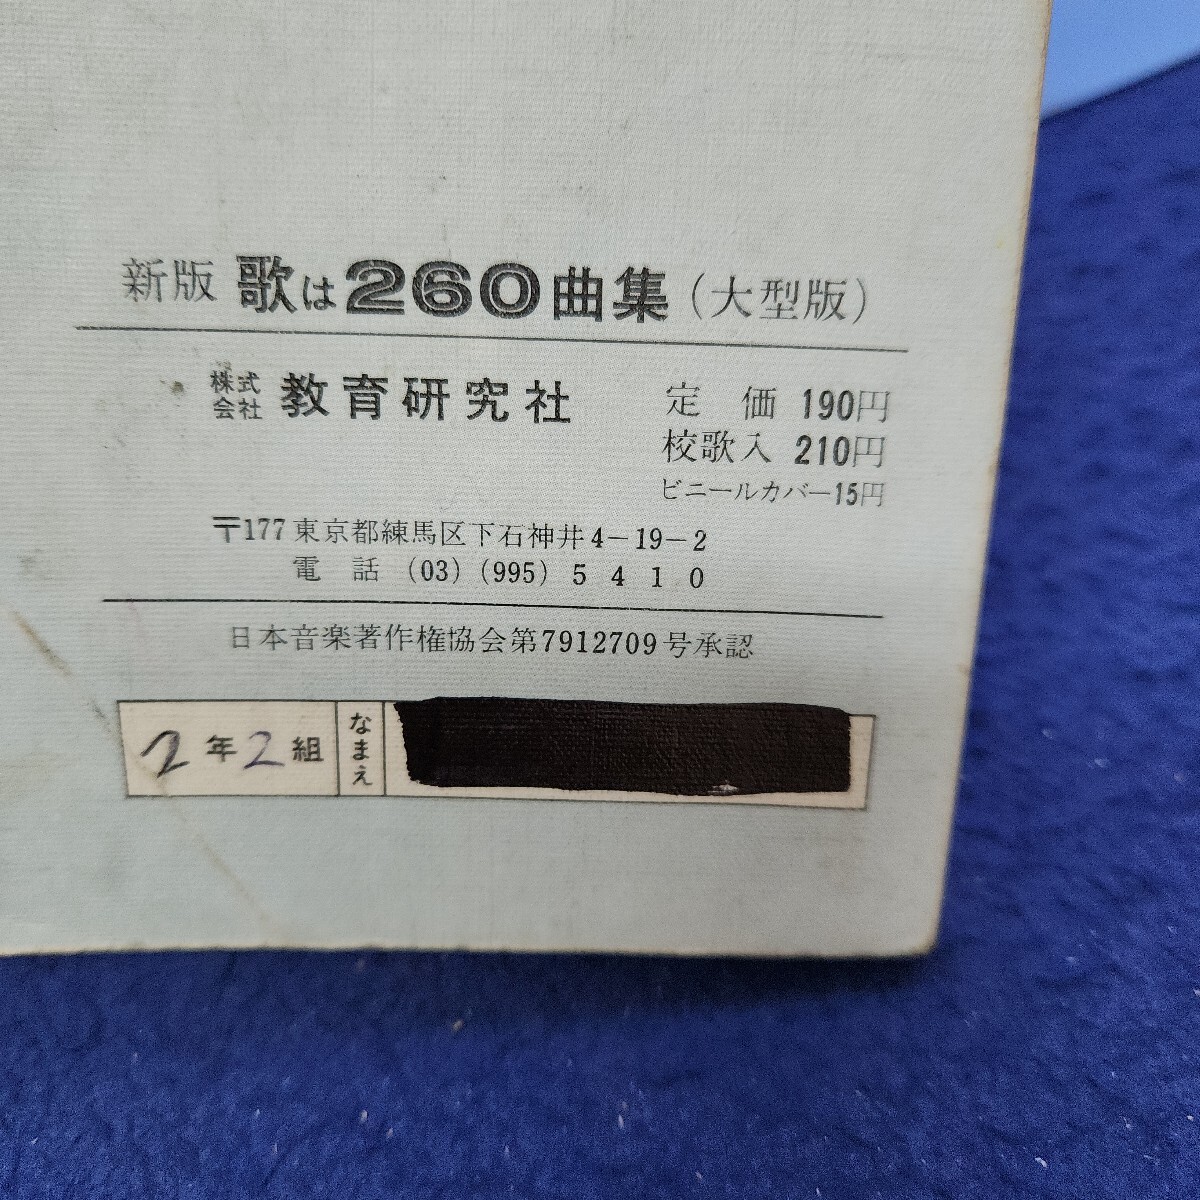 新版 歌は260曲集(大型版)
株式会社 教育研究社
定 価 190円
校歌入 210円
ビニールカバー15円
〒177 東京都練馬区下石神井4-19-2
電 話 (03) (995) 5 4 1 0
日本音楽著作権協会第7912709号承認
2年2組 なまえ